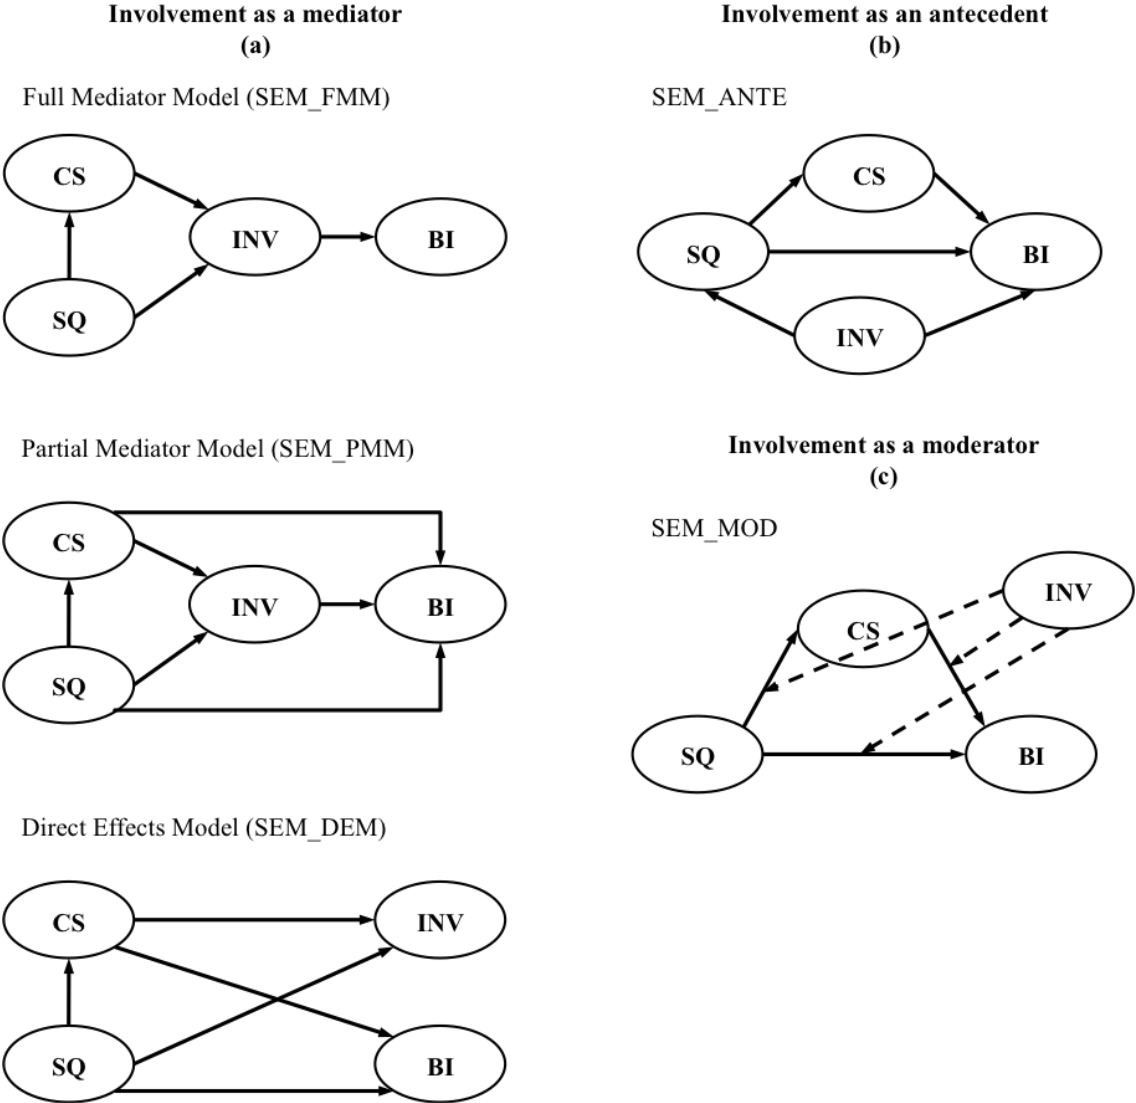 Involvement as a mediator
(a)
Full Mediator Model (SEM_FMM)
CS
INV
BI
SQ
Partial Mediator Model (SEM_PMM)
CS
INV
BI
SQ
Direct Effects Model (SEM_DEM)
CS
INV
SQ
BI
Involvement as an antecedent
(b)
SEM_ANTE
CS
SQ
BI
INV
Involvement as a moderator
(c)
SEM_MOD
INV
CS
SQ
BI